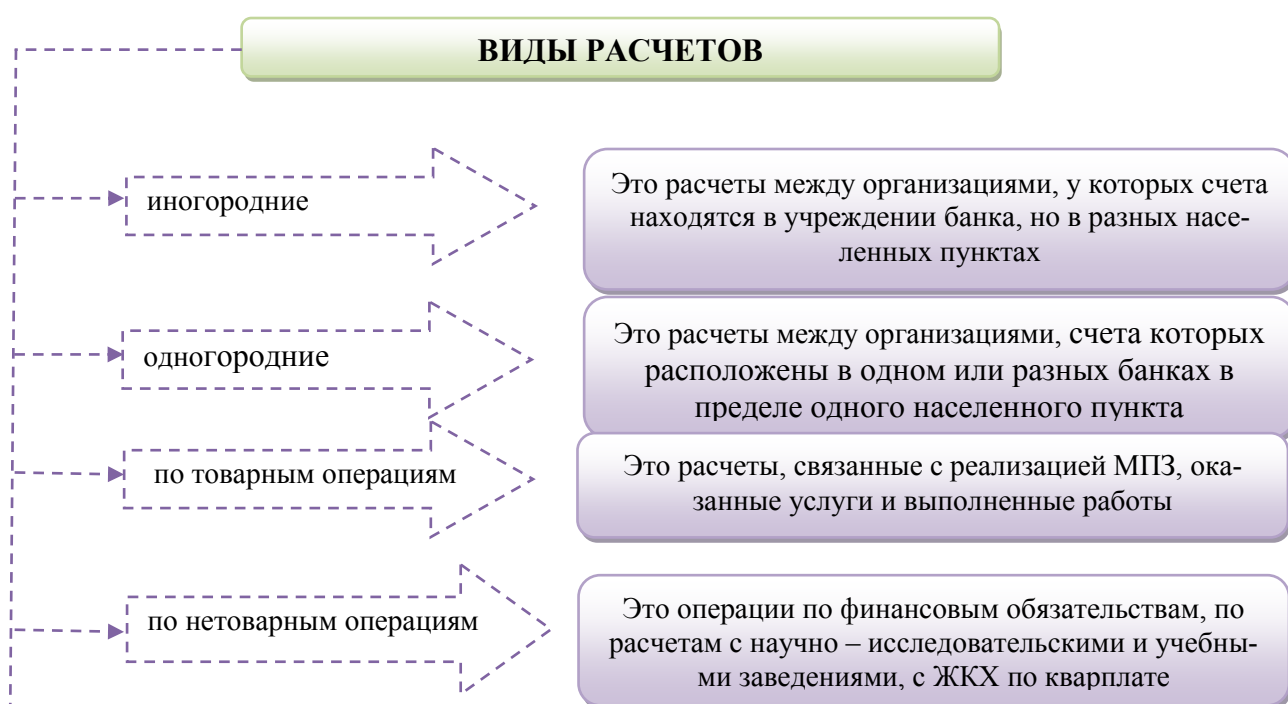 ВИДЫ РАСЧЕТОВ
иногородние
Это расчеты между организациями, у которых счета
находятся в учреждении банка, но в разных насе-
ленных пунктах
одногородние
Это расчеты между организациями, счета которых
расположены в одном или разных банках в
пределе одного населенного пункта
по товарным операциям
Это расчеты, связанные с реализацией МПЗ, ока-
занные услуги и выполненные работы
по нетоварным операциям
Это операции по финансовым обязательствам, по
расчетам с научно – исследовательскими и учебны-
ми заведениями, с ЖКХ по кварплате